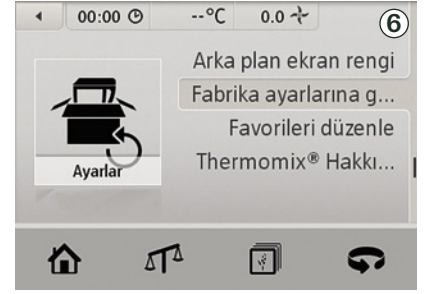 00:00 --°C 0.0 6
Arka plan ekran rengi
Fabrika ayarlarına g...
Favorileri düzenle
Thermomix® Hakkı...
Ayarlar